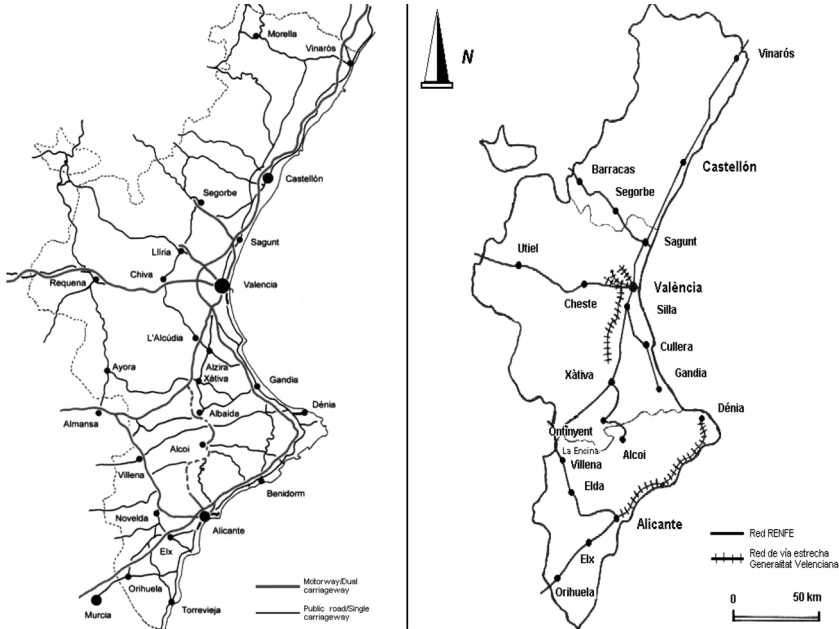 Morella
Vinarós
Castellón
Segorbe
Sagunt
Llíria
Chiva
Requena
Valencia
L'Alcúdia
Alzira
Xàtiva
Ayora
Gandia
Dénia
Albaida
Almansa
Alcoi
Villena
Benidorm
Novelda
Alicante
Elx
Orihuela
Murcia
Torrevieja
Motorway/Dual
carriageway
Public road/Single
carriageway
N
Vinarós
Castellón
Barracas
Segorbe
Sagunt
Utiel
València
Cheste
Silla
Cullera
Xàtiva
Gandia
Dénia
Ontinyent
La Encina
Alcoi
Villena
Elda
Alicante
Elx
Orihuela
Red RENFE
Red de vía estrecha
Generalitat Valenciana
0 50 km